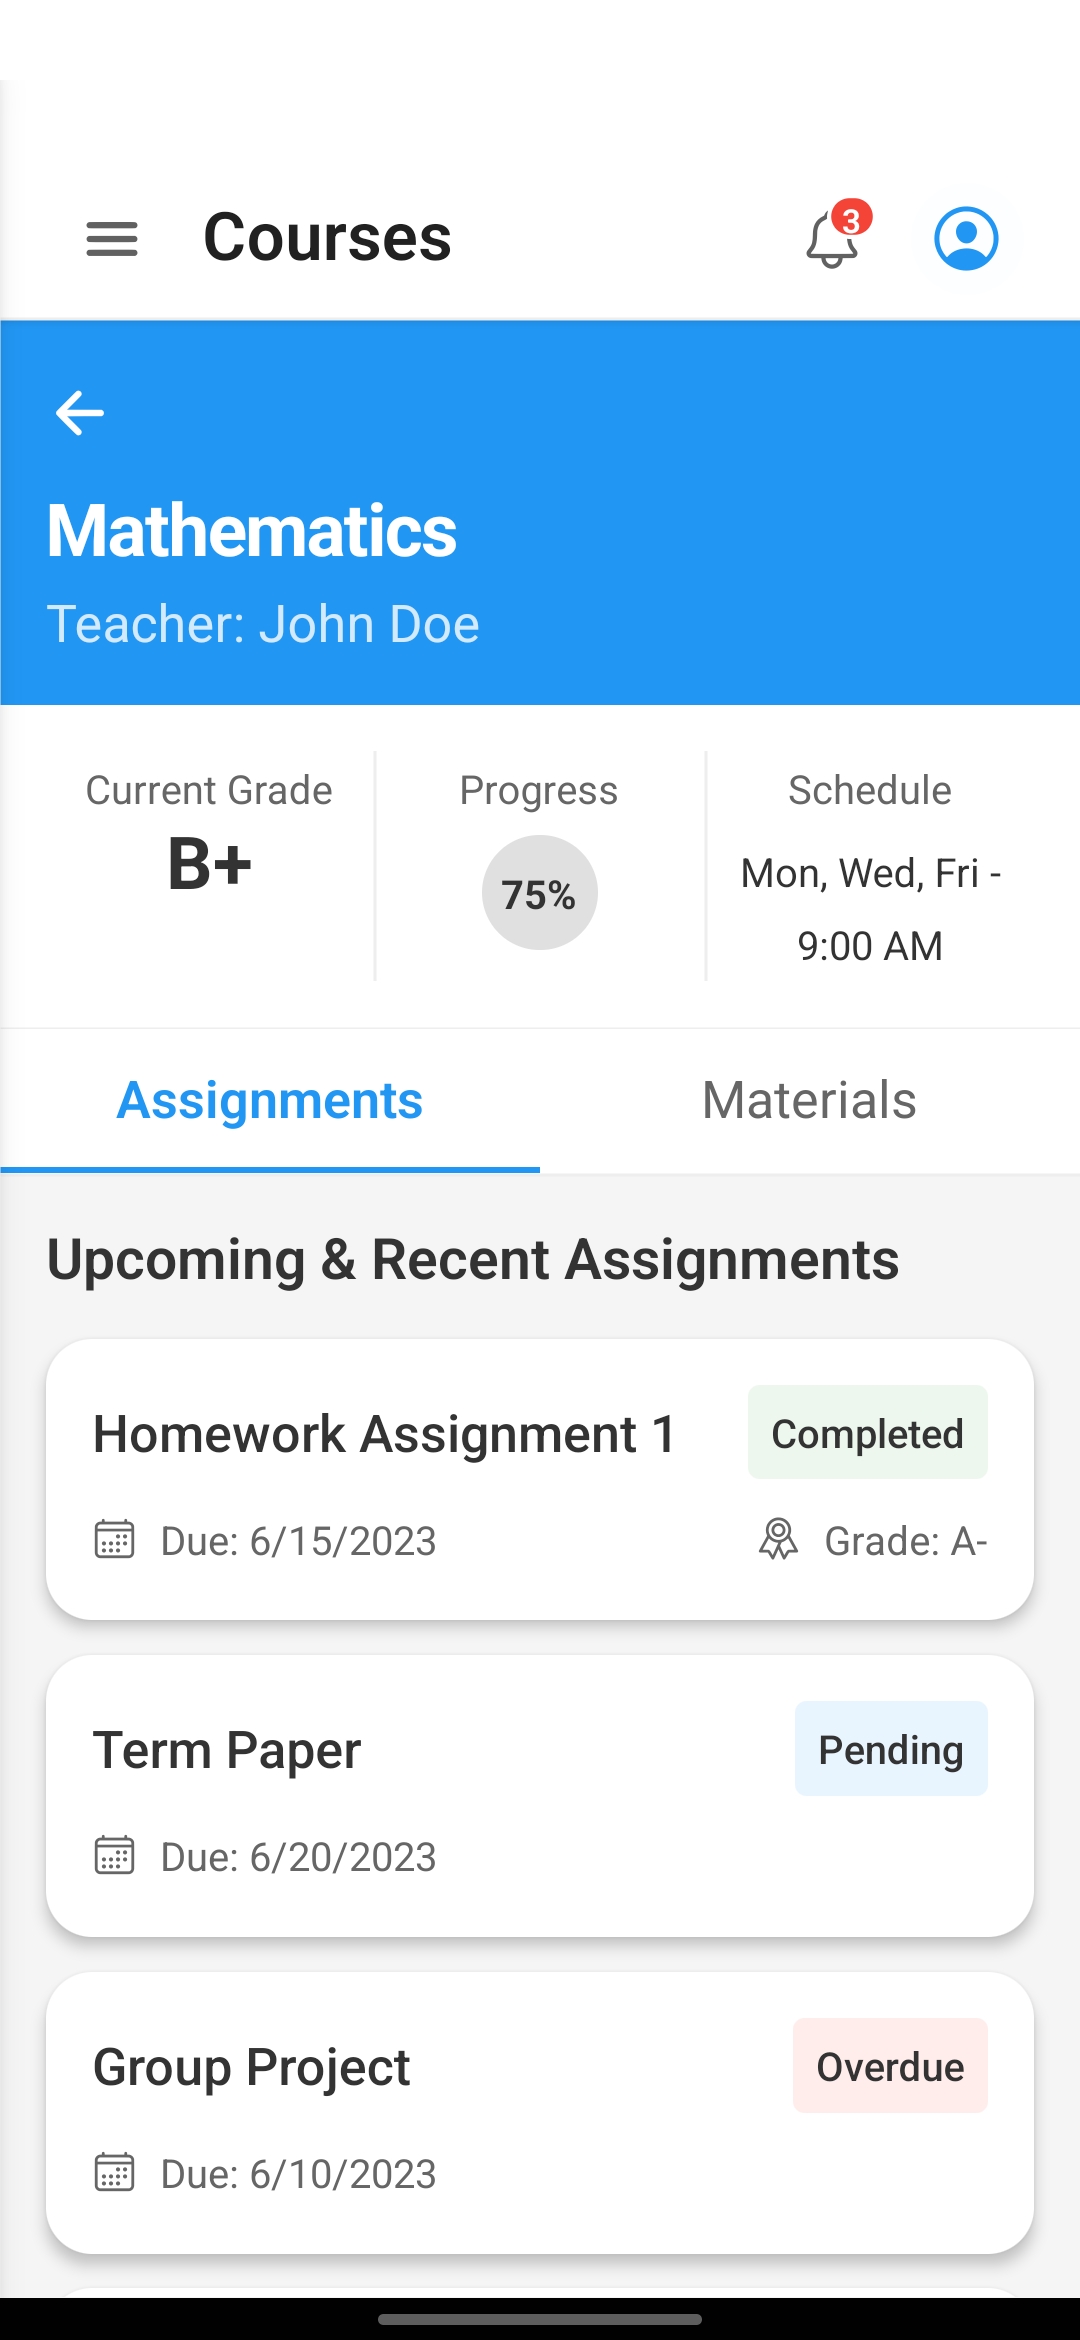 Courses
3
Mathematics
Teacher: John Doe
Current Grade
B+
Progress
75%
Schedule
Mon, Wed, Fri -
9:00 AM
Assignments
Materials
Upcoming & Recent Assignments
Homework Assignment 1
Completed
Due: 6/15/2023
Grade: A-
Term Paper
Pending
Due: 6/20/2023
Group Project
Overdue
Due: 6/10/2023